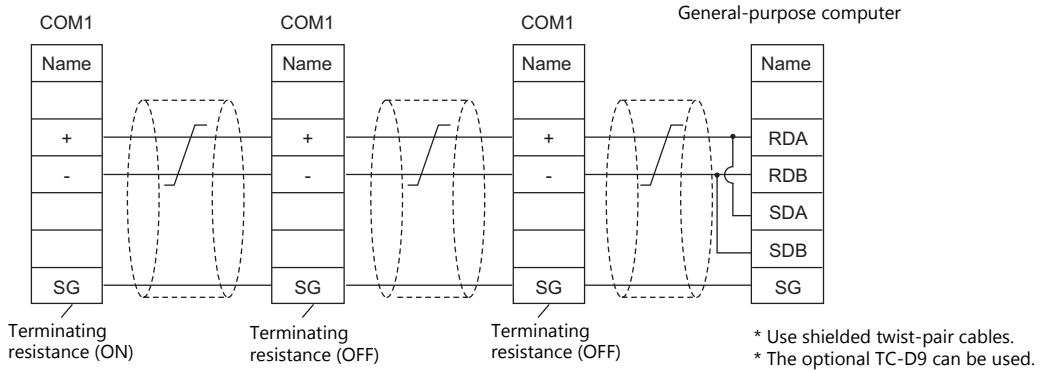 General-purpose computer
COM1 COM1 COM1
Name Name Name Name
+ + + RDA
- - - RDB
SDA
SDB
SG SG SG SG
Terminating resistance (ON)
Terminating resistance (OFF)
Terminating resistance (OFF)
* Use shielded twist-pair cables.
* The optional TC-D9 can be used.